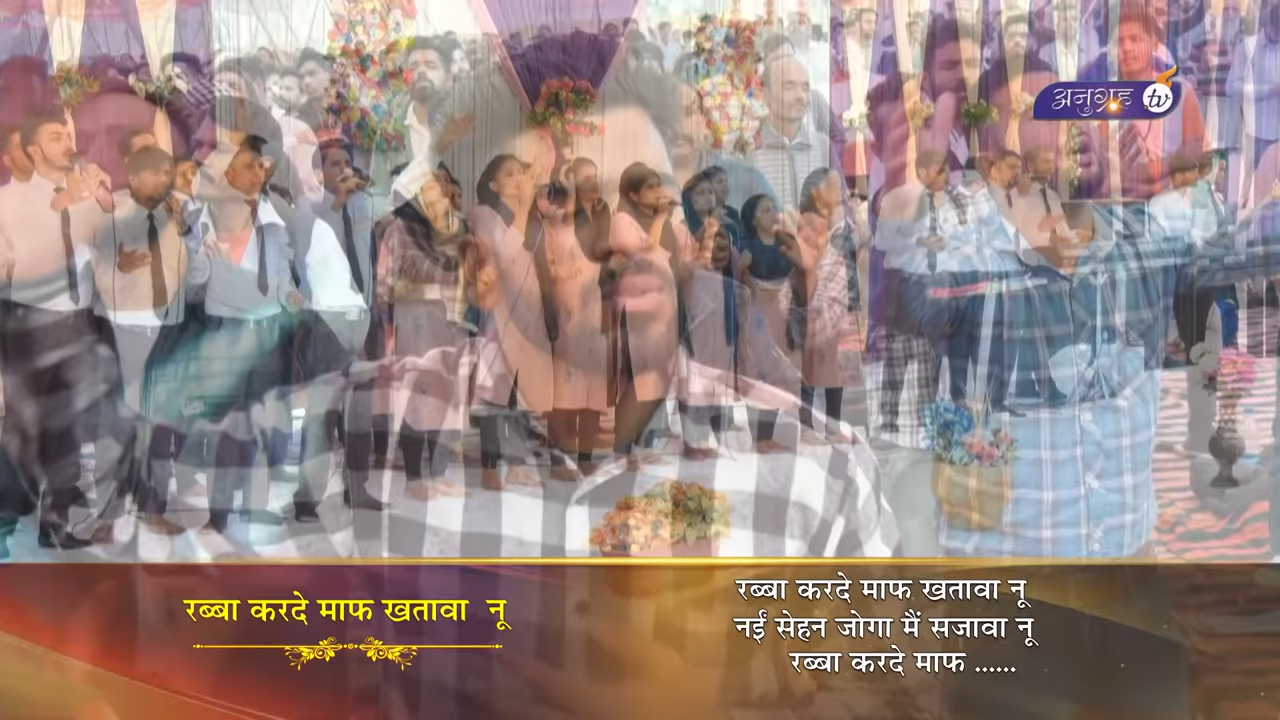 अनुग्रह tv
रब्बा करदे माफ खतावा नू
रब्बा करदे माफ खतावा नू
नईं सेहन जोगा मैं सजावा नू
रब्बा करदे माफ ......